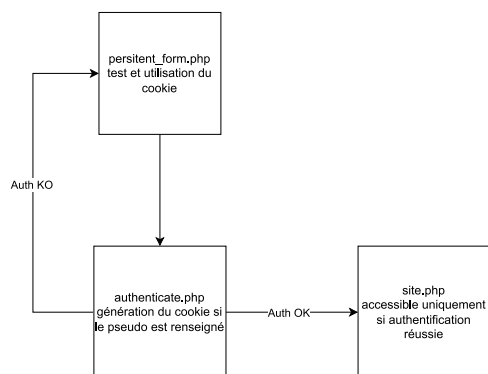 persitent_form.php
test et utilisation du
cookie
Auth KO
authenticate.php
génération du cookie si
le pseudo est renseigné
Auth OK
site.php
accessible uniquement
si authentification
réussie